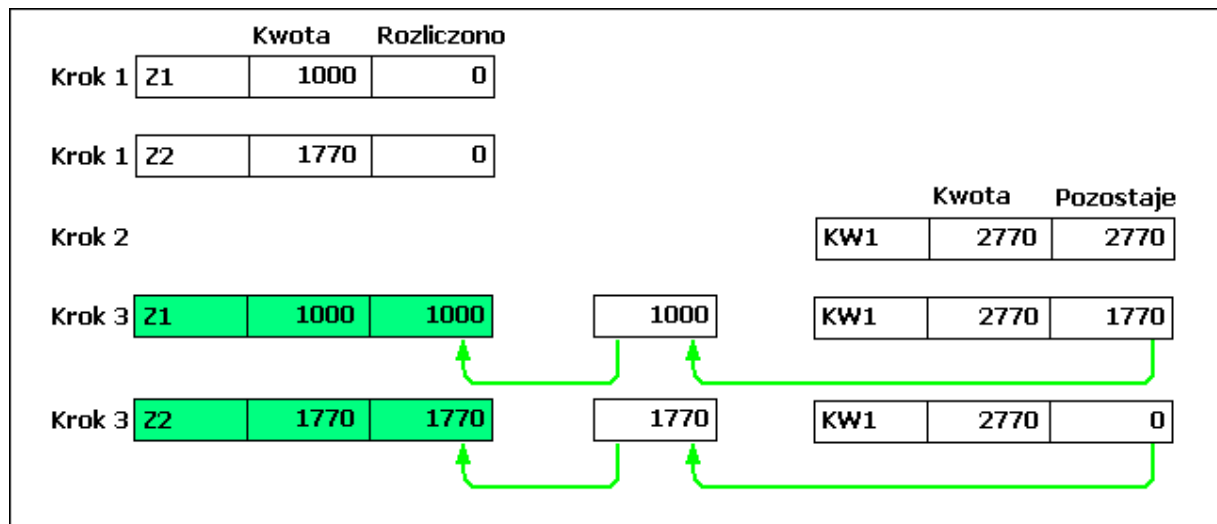 Kwota Rozliczono
Krok 1 Z1 1000 0
Krok 1 Z2 1770 0
Kwota Pozostaje
Krok 2 KW1 2770 2770
Krok 3 Z1 1000 1000 1000 KW1 2770 1770
Krok 3 Z2 1770 1770 1770 KW1 2770 0